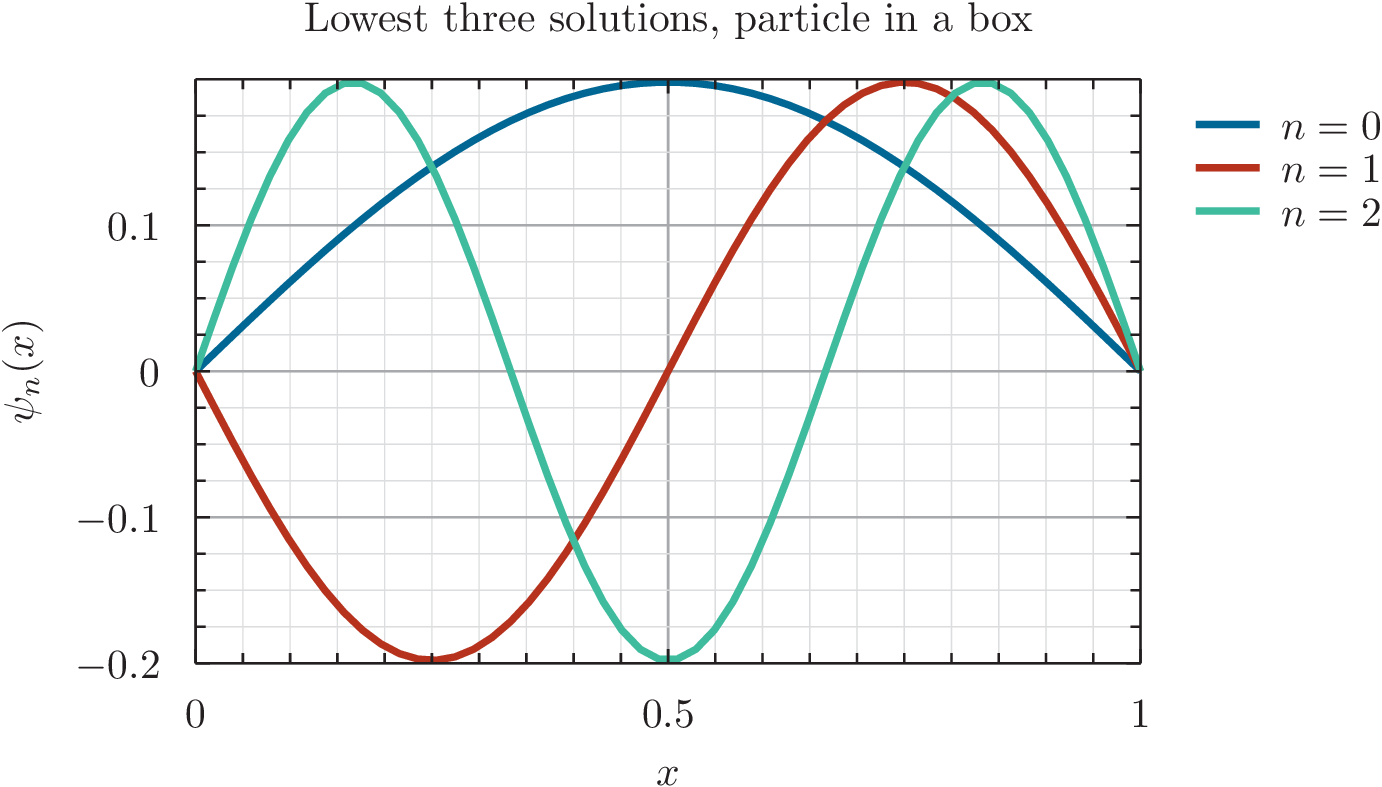 Lowest three solutions, particle in a box
n = 0
n = 1
n = 2
0.1
0
−0.1
−0.2
ψn(x)
0 0.5 1
x